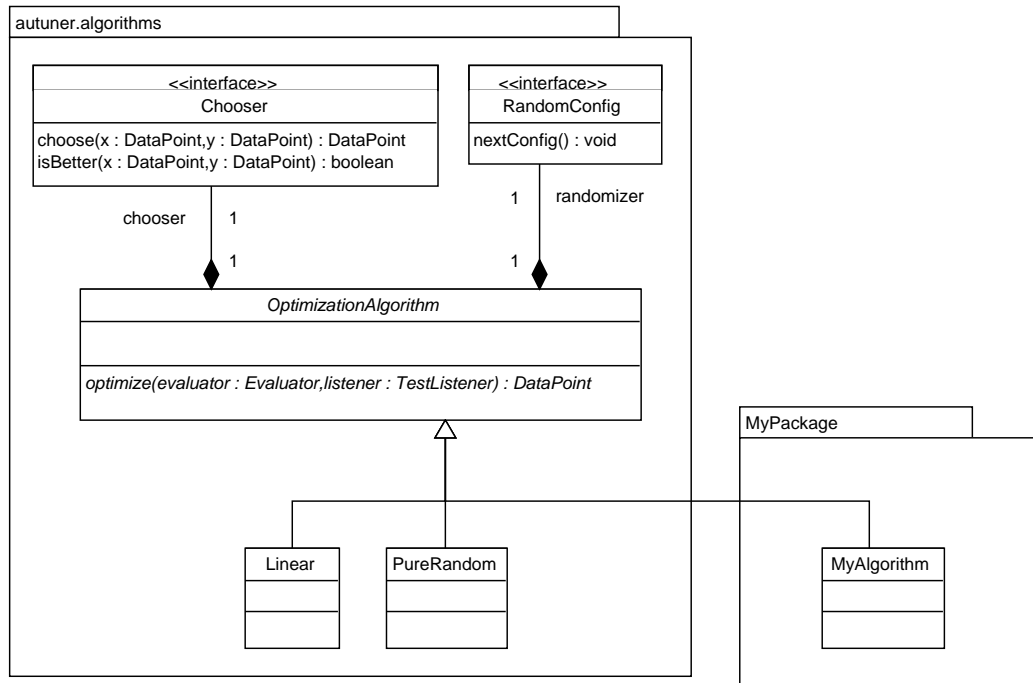 autuner.algorithms
<<interface>>
Chooser
choose(x : DataPoint,y : DataPoint) : DataPoint
isBetter(x : DataPoint,y : DataPoint) : boolean
<<interface>>
RandomConfig
nextConfig() : void
chooser
1
1
1
randomizer
1
OptimizationAlgorithm
optimize(evaluator : Evaluator,listener : TestListener) : DataPoint
MyPackage
Linear
PureRandom
MyAlgorithm